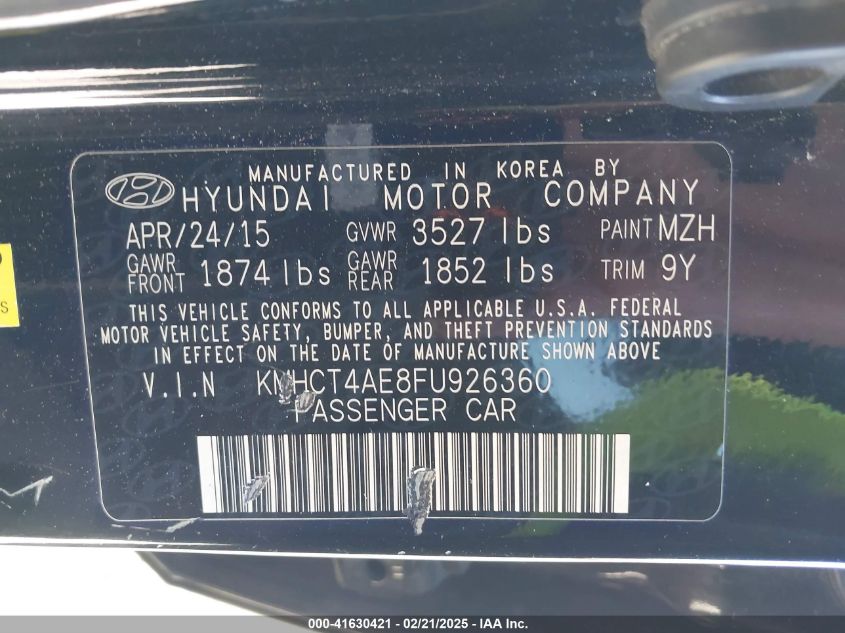 MANUFACTURED IN KOREA BY
HYUNDAI MOTOR COMPANY
APR/24/15 GVWR 3527 lbs PAINT MZH
GAWR FRONT 1874 lbs GAWR REAR 1852 lbs TRIM 9Y
THIS VEHICLE CONFORMS TO ALL APPLICABLE U.S.A. FEDERAL
MOTOR VEHICLE SAFETY, BUMPER, AND THEFT PREVENTION STANDARDS
IN EFFECT ON THE DATE OF MANUFACTURE SHOWN ABOVE
V.I.N KMHCT4AE8FU926360
PASSENGER CAR
000-41630421 / 02/21/2025 - IAA Inc.